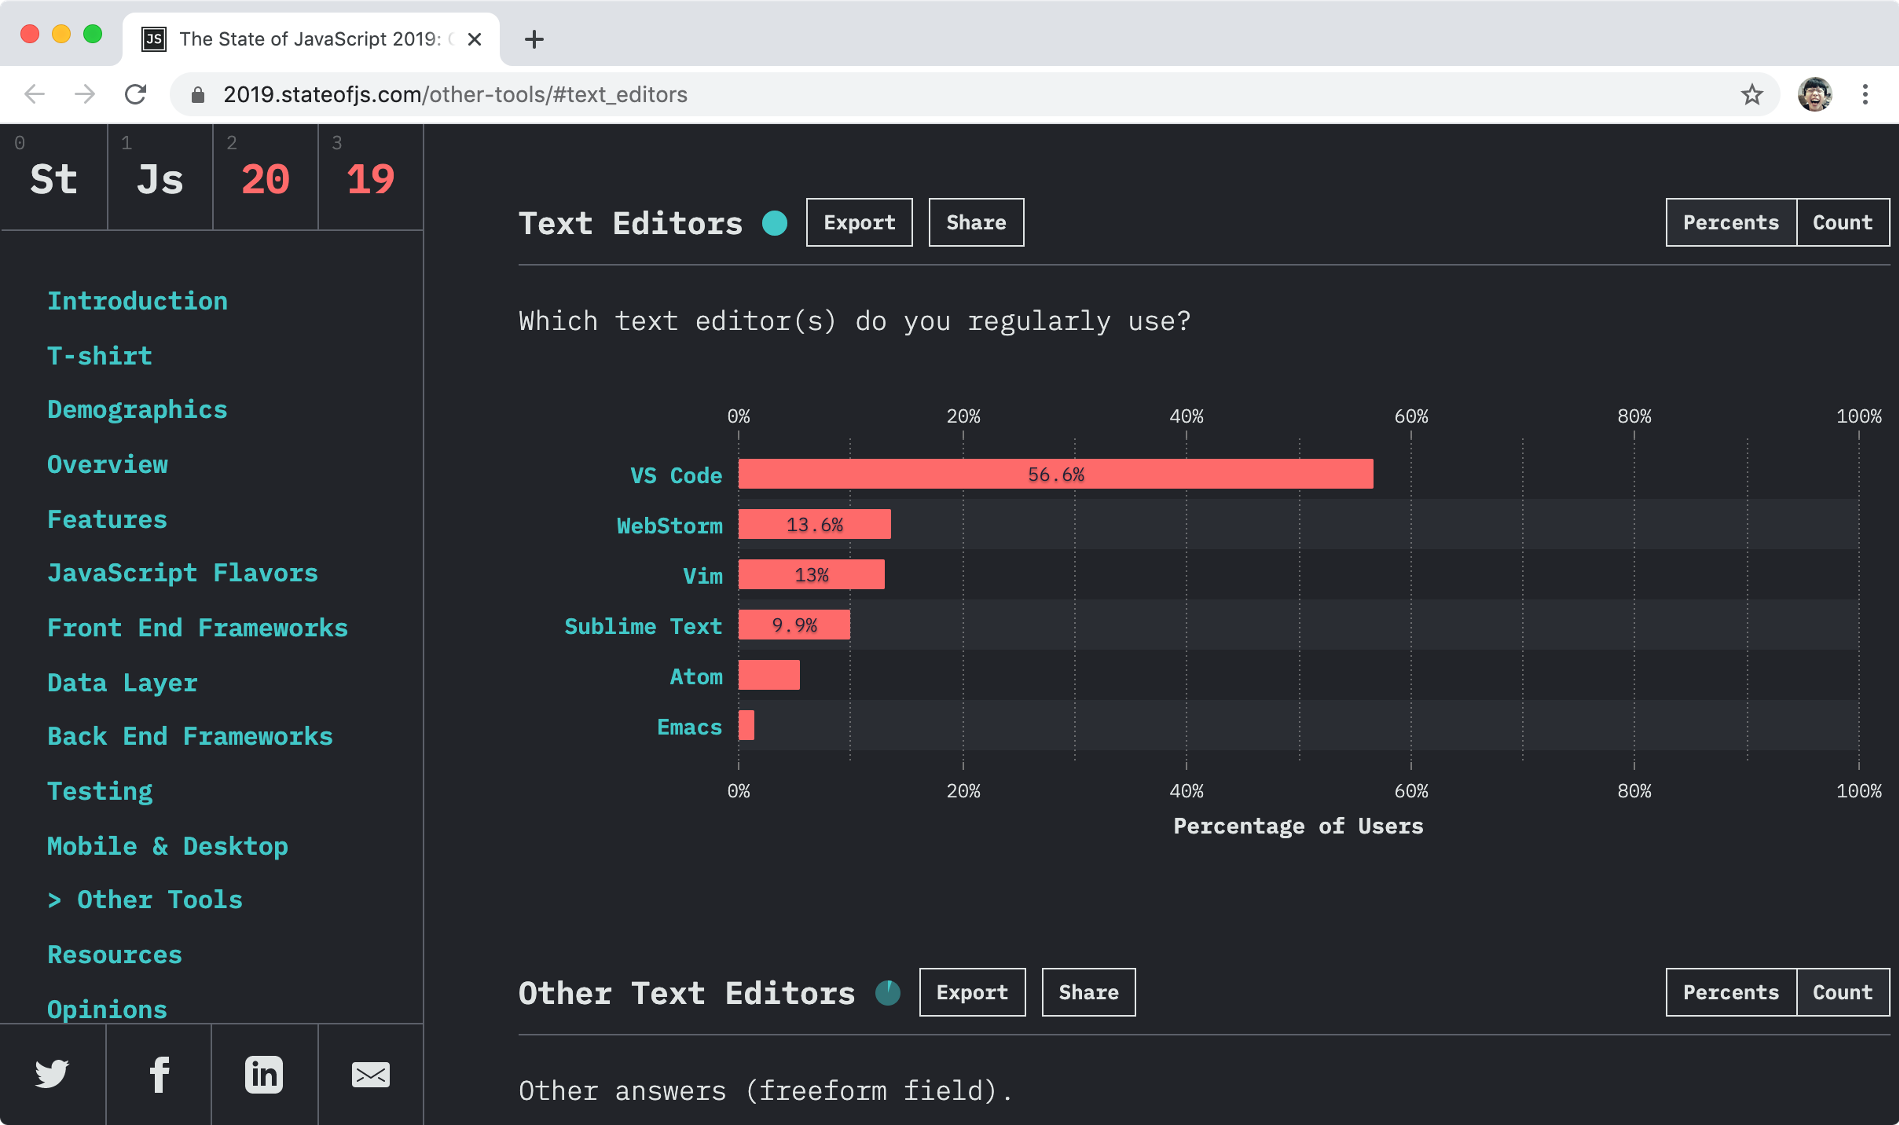 JS The State of JavaScript 2019:
2019.stateofjs.com/other-tools/#text_editors
0 1 2 3
St Js 20 19
Introduction
T-shirt
Demographics
Overview
Features
JavaScript Flavors
Front End Frameworks
Data Layer
Back End Frameworks
Testing
Mobile & Desktop
> Other Tools
Resources
Opinions
Text Editors Export Share Percents Count
Which text editor(s) do you regularly use?
0% 20% 40% 60% 80% 100%
VS Code 56.6%
WebStorm 13.6%
Vim 13%
Sublime Text 9.9%
Atom
Emacs
0% 20% 40% 60% 80% 100%
Percentage of Users
Other Text Editors Export Share Percents Count
Other answers (freeform field).